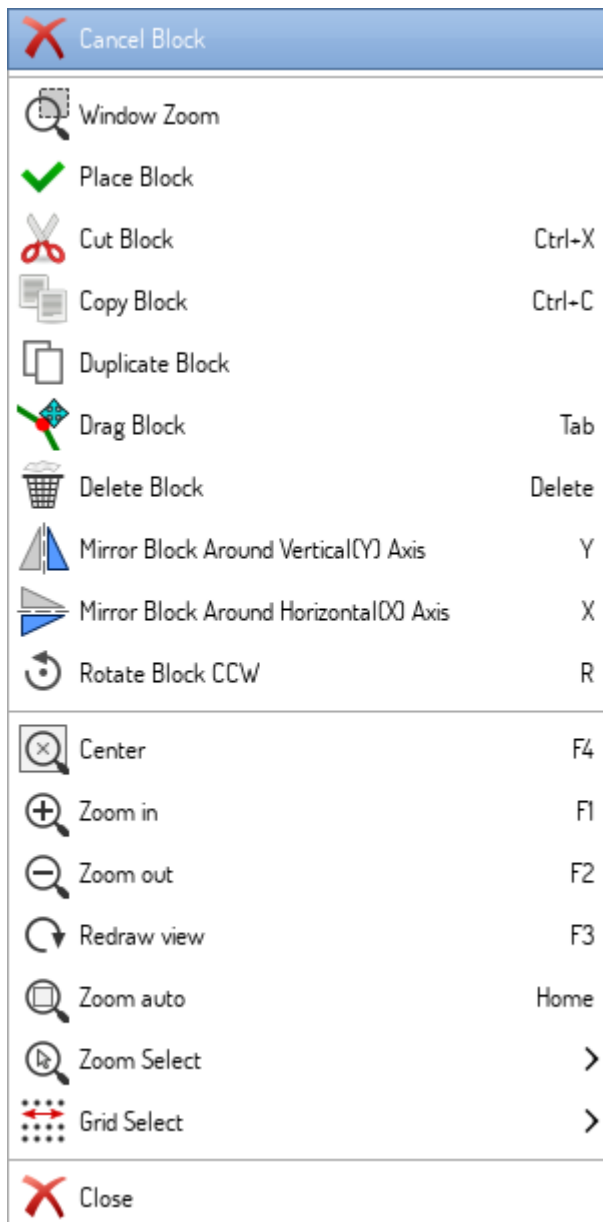 Cancel Block
Window Zoom
Place Block
Cut Block Ctrl+X
Copy Block Ctrl+C
Duplicate Block
Drag Block Tab
Delete Block Delete
Mirror Block Around Vertical(Y) Axis Y
Mirror Block Around Horizontal(X) Axis X
Rotate Block CCW R
Center F4
Zoom in F1
Zoom out F2
Redraw view F3
Zoom auto Home
Zoom Select
Grid Select
Close